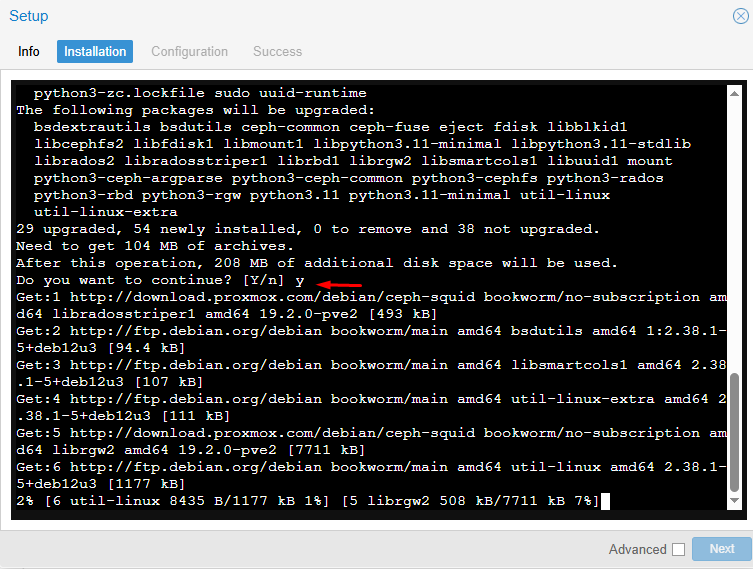 Setup
Info
Installation
Configuration
Success
python3-zc.lockfile sudo uuid-runtime
The following packages will be upgraded:
bsdextrautils bsdutils ceph-common ceph-fuse eject fdisk libblkid1
libcephfs2 libfdisk1 libmount1 libpython3.11-minimal libpython3.11-stdlib
librados2 libradosstriper1 librbd1 librgw2 libsmartcols1 libuuid1 mount
python3-ceph-argparse python3-ceph-common python3-cephfs python3-rados
python3-rbd python3-rgw python3.11 python3.11-minimal util-linux
util-linux-extra
29 upgraded, 54 newly installed, 0 to remove and 38 not upgraded.
Need to get 104 MB of archives.
After this operation, 208 MB of additional disk space will be used.
Do you want to continue? [Y/n] y
Get:1 http://download.proxmox.com/debian/ceph-squid bookworm/no-subscription am
d64 libradosstriper1 amd64 19.2.0-pve2 [493 kB]
Get:2 http://ftp.debian.org/debian bookworm/main amd64 bsdutils amd64 1:2.38.1-
5+deb12u3 [94.4 kB]
Get:3 http://ftp.debian.org/debian bookworm/main amd64 libsmartcols1 amd64 2.38
.1-5+deb12u3 [107 kB]
Get:4 http://ftp.debian.org/debian bookworm/main amd64 util-linux-extra amd64 2
.38.1-5+deb12u3 [111 kB]
Get:5 http://download.proxmox.com/debian/ceph-squid bookworm/no-subscription am
d64 librgw2 amd64 19.2.0-pve2 [7711 kB]
Get:6 http://ftp.debian.org/debian bookworm/main amd64 util-linux amd64 2.38.1-
5+deb12u3 [1177 kB]
2% [6 util-linux 8435 B/1177 kB 1%] [5 librgw2 508 kB/7711 kB 7%]
Advanced
Next